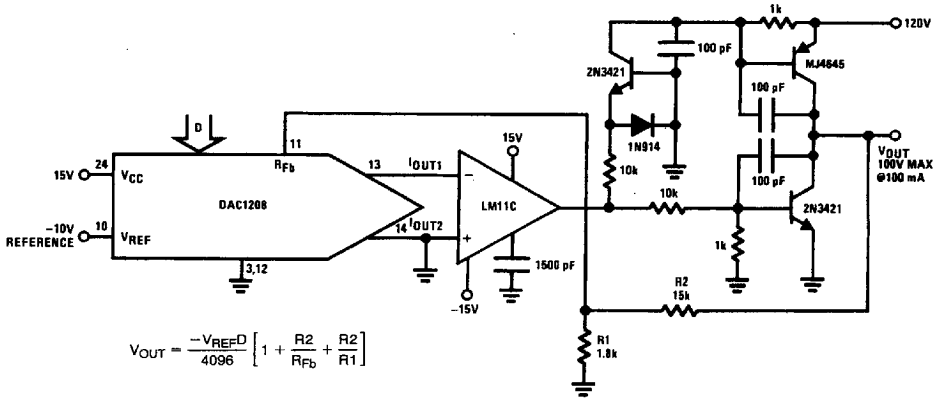 1k
120V
100 pF
2N3421
MJ4645
100 pF
1N914
D
11
RFb
15V
24
VCC
13
IOUT1
15V
10k
100 pF
VOUT
100V MAX
@100 mA
DAC1208
−
LM11C
10k
2N3421
−10V
REFERENCE
10
VREF
14
IOUT2
+
3,12
1500 pF
1k
−15V
R2
15k
R1
1.8k
VOUT = −VREFD/4096 [1 + R2/RFb + R2/R1]